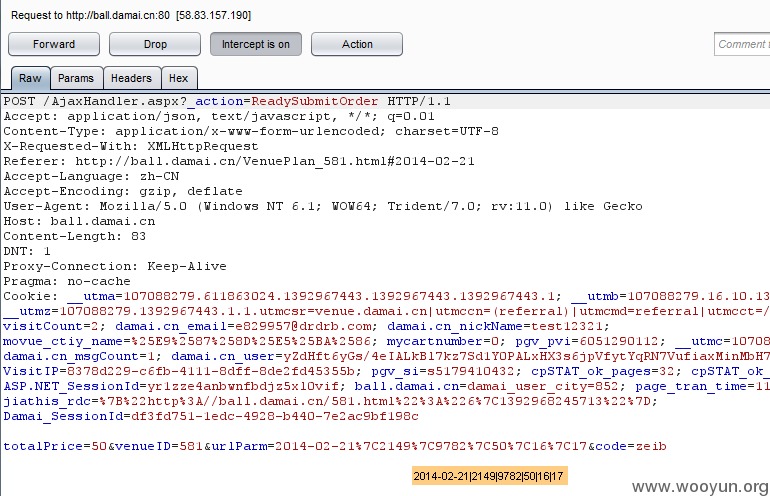 Request to http://ball.damai.cn:80 [58.83.157.190]
Forward Drop Intercept is on Action Comment t
Raw Params Headers Hex
POST /AjaxHandler.aspx?_action=ReadySubmitOrder HTTP/1.1
Accept: application/json, text/javascript, */*; q=0.01
Content-Type: application/x-www-form-urlencoded; charset=UTF-8
X-Requested-With: XMLHttpRequest
Referer: http://ball.damai.cn/VenuePlan_581.html#2014-02-21
Accept-Language: zh-CN
Accept-Encoding: gzip, deflate
User-Agent: Mozilla/5.0 (Windows NT 6.1; WOW64; Trident/7.0; rv:11.0) like Gecko
Host: ball.damai.cn
Content-Length: 83
DNT: 1
Proxy-Connection: Keep-Alive
Pragma: no-cache
Cookie: __utma=107088279.611863024.1392967443.1392967443.1392967443.1; __utmb=107088279.16.10.13
__utmz=107088279.1392967443.1.1.utmcsr=venue.damai.cn|utmccn=(referral)|utmcmd=referral|utmcct=/
visitCount=2; damai.cn_email=e829957@drdrb.com; damai.cn_nickName=test12321;
movue_ctiy_name=%25E9%2587%258D%25E5%25BA%2586; mycartnumber=0; pgv_pvi=6051290112; __utmc=10708
damai.cn_msgCount=1; damai.cn_user=yZdHft6yGs/4eIALkBl7kz7Sd1YOPALxHX3s6jpVfytYqRN7VufiaxMinMbH7
VisitIP=8378d229-c6fb-4111-8dff-8de2fd45355b; pgv_si=s5179410432; cpSTAT_ok_pages=32; cpSTAT_ok_
ASP.NET_SessionId=yr1zze4anbwnfbdjz5xl0vif; ball.damai.cn=damai_user_city=852; page_tran_time=11
jiathis_rdc=%7B%22http%3A//ball.damai.cn/581.html%22%3A%226%7C1392968245713%22%7D;
Damai_SessionId=df3fd751-1edc-4928-b440-7e2ac9bf198c
totalPrice=50&venueID=581&urlParm=2014-02-21%7C2149%7C9782%7C50%7C16%7C17&code=zeib
2014-02-21|2149|9782|50|16|17
www.wooyun.org